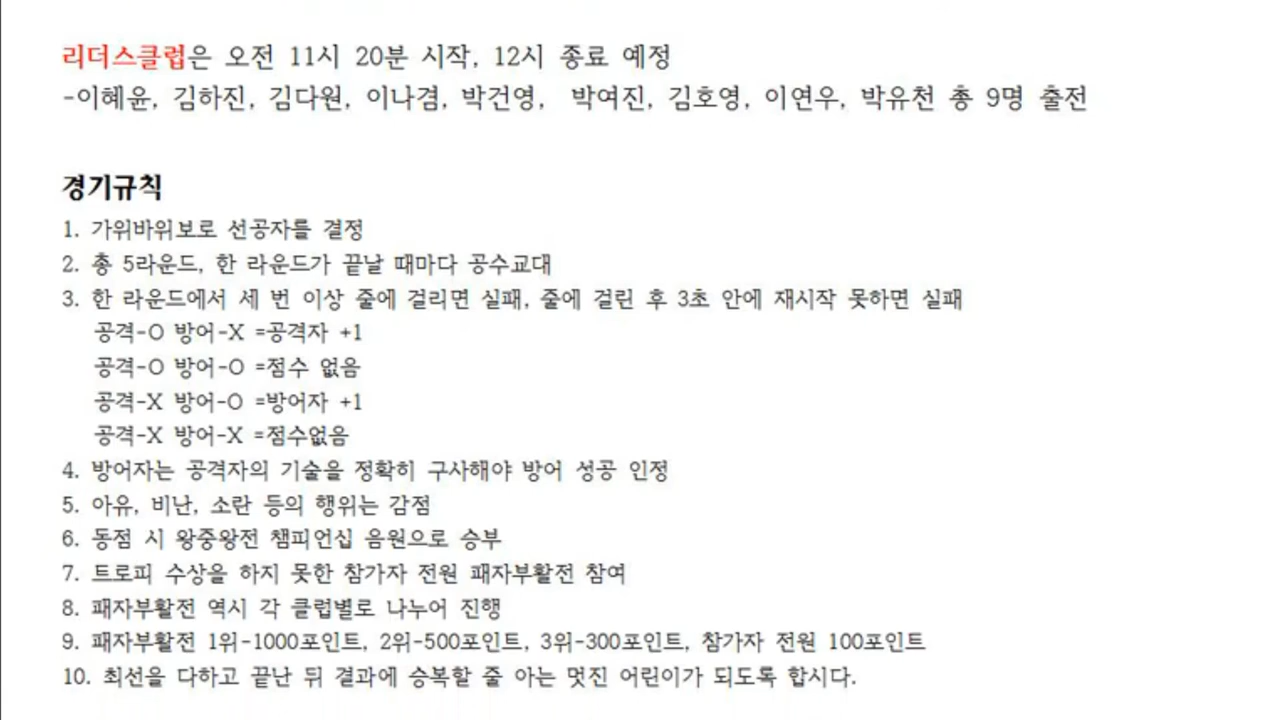 리더스클럽은 오전 11시 20분 시작, 12시 종료 예정
-이혜윤, 김하진, 김다원, 이나겸, 박건영, 박여진, 김호영, 이연우, 박유천 총 9명 출전
경기규칙
1. 가위바위보로 선공자를 결정
2. 총 5라운드, 한 라운드가 끝날 때마다 공수교대
3. 한 라운드에서 세 번 이상 줄에 걸리면 실패, 줄에 걸린 후 3초 안에 재시작 못하면 실패
공격-O 방어-X =공격자 +1
공격-O 방어-O =점수 없음
공격-X 방어-O =방어자 +1
공격-X 방어-X =점수없음
4. 방어자는 공격자의 기술을 정확히 구사해야 방어 성공 인정
5. 아유, 비난, 소란 등의 행위는 감점
6. 동점 시 왕중왕전 챔피언십 음원으로 승부
7. 트로피 수상을 하지 못한 참가자 전원 패자부활전 참여
8. 패자부활전 역시 각 클럽별로 나누어 진행
9. 패자부활전 1위-1000포인트, 2위-500포인트, 3위-300포인트, 참가자 전원 100포인트
10. 최선을 다하고 끝난 뒤 결과에 승복할 줄 아는 멋진 어린이가 되도록 합시다.